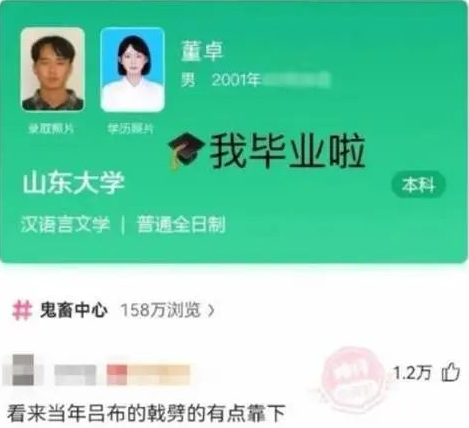 董卓
男 2001年
录取照片 学历照片
🎓我毕业啦
山东大学 本科
汉语言文学 | 普通全日制
# 鬼畜中心 158万浏览 >
1.2万
看来当年吕布的戟劈的有点靠下